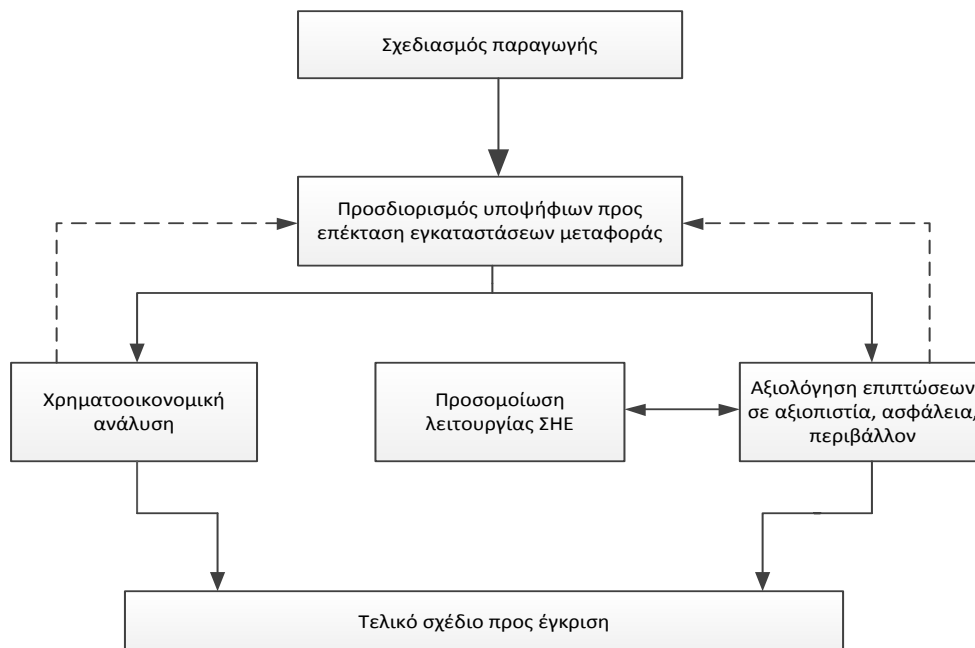 Σχεδιασμός παραγωγής
Προσδιορισμός υποψήφιων προς
επέκταση εγκαταστάσεων μεταφοράς
Χρηματοοικονομική
ανάλυση
Προσομοίωση
λειτουργίας ΣΗΕ
Αξιολόγηση επιπτώσεων
σε αξιοπιστία, ασφάλεια,
περιβάλλον
Τελικό σχέδιο προς έγκριση